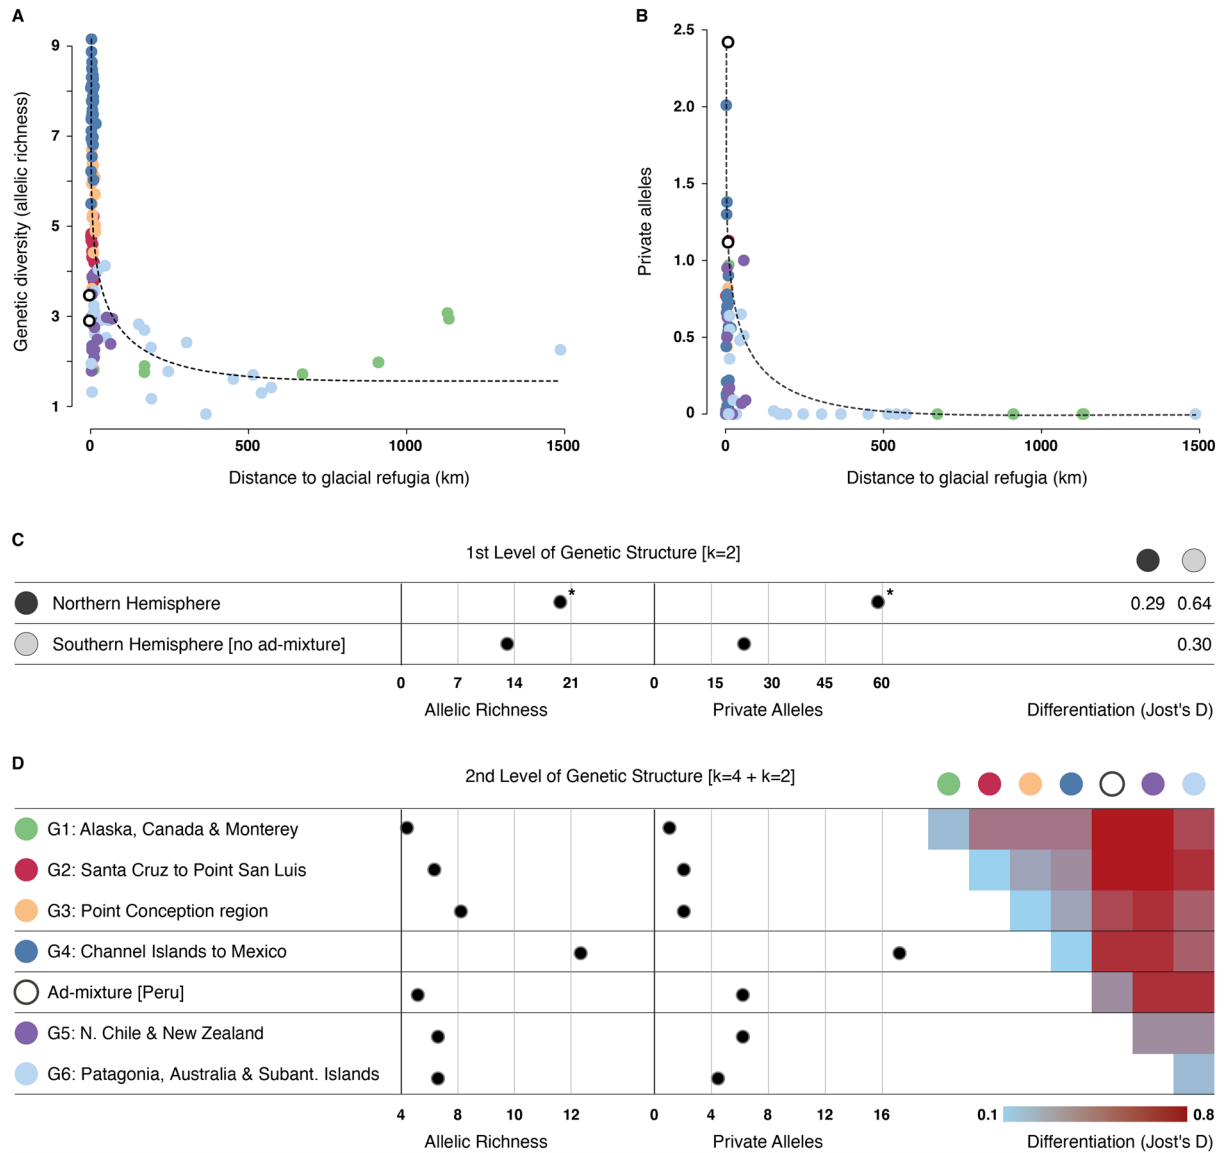 A
B
Genetic diversity (allelic richness)
9
7
5
3
1
0
500
1000
1500
Distance to glacial refugia (km)
Private alleles
2.5
2.0
1.5
1.0
0.5
0
0
500
1000
1500
Distance to glacial refugia (km)
C
1st Level of Genetic Structure [k=2]
Northern Hemisphere * * 0.29 0.64
Southern Hemisphere [no ad-mixture] 0.30
0 7 14 21 0 15 30 45 60
Allelic Richness Private Alleles Differentiation (Jost's D)
D
2nd Level of Genetic Structure [k=4 + k=2]
G1: Alaska, Canada & Monterey
G2: Santa Cruz to Point San Luis
G3: Point Conception region
G4: Channel Islands to Mexico
Ad-mixture [Peru]
G5: N. Chile & New Zealand
G6: Patagonia, Australia & Subant. Islands
4 8 10 12 0 4 8 12 16 0.1 0.8
Allelic Richness Private Alleles Differentiation (Jost's D)